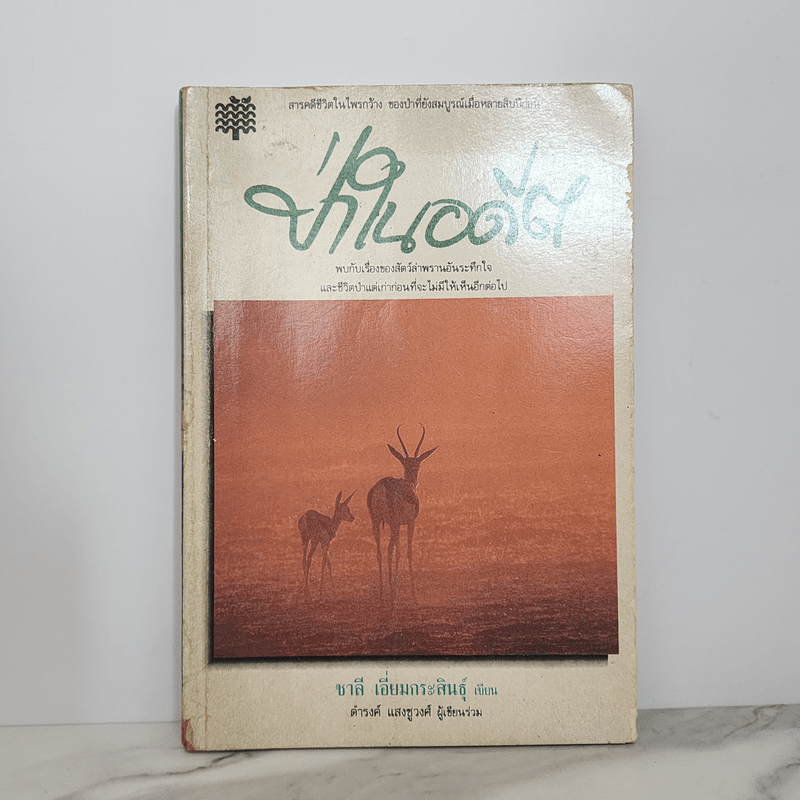 สารคดีชีวิตในไพรกว้าง ของป่าที่ยังสมบูรณ์เมื่อหลายสิบปีก่อน
ป่าในอดีต
พบกับเรื่องของสัตว์ล่าพรานอันระทึกใจ
และชีวิตป่าแต่เก่าก่อนที่จะไม่มีให้เห็นอีกต่อไป
ชาลี เอี่ยมกระสินธุ์ เขียน
ดำรงค์ แสงชูวงศ์ ผู้เขียนร่วม